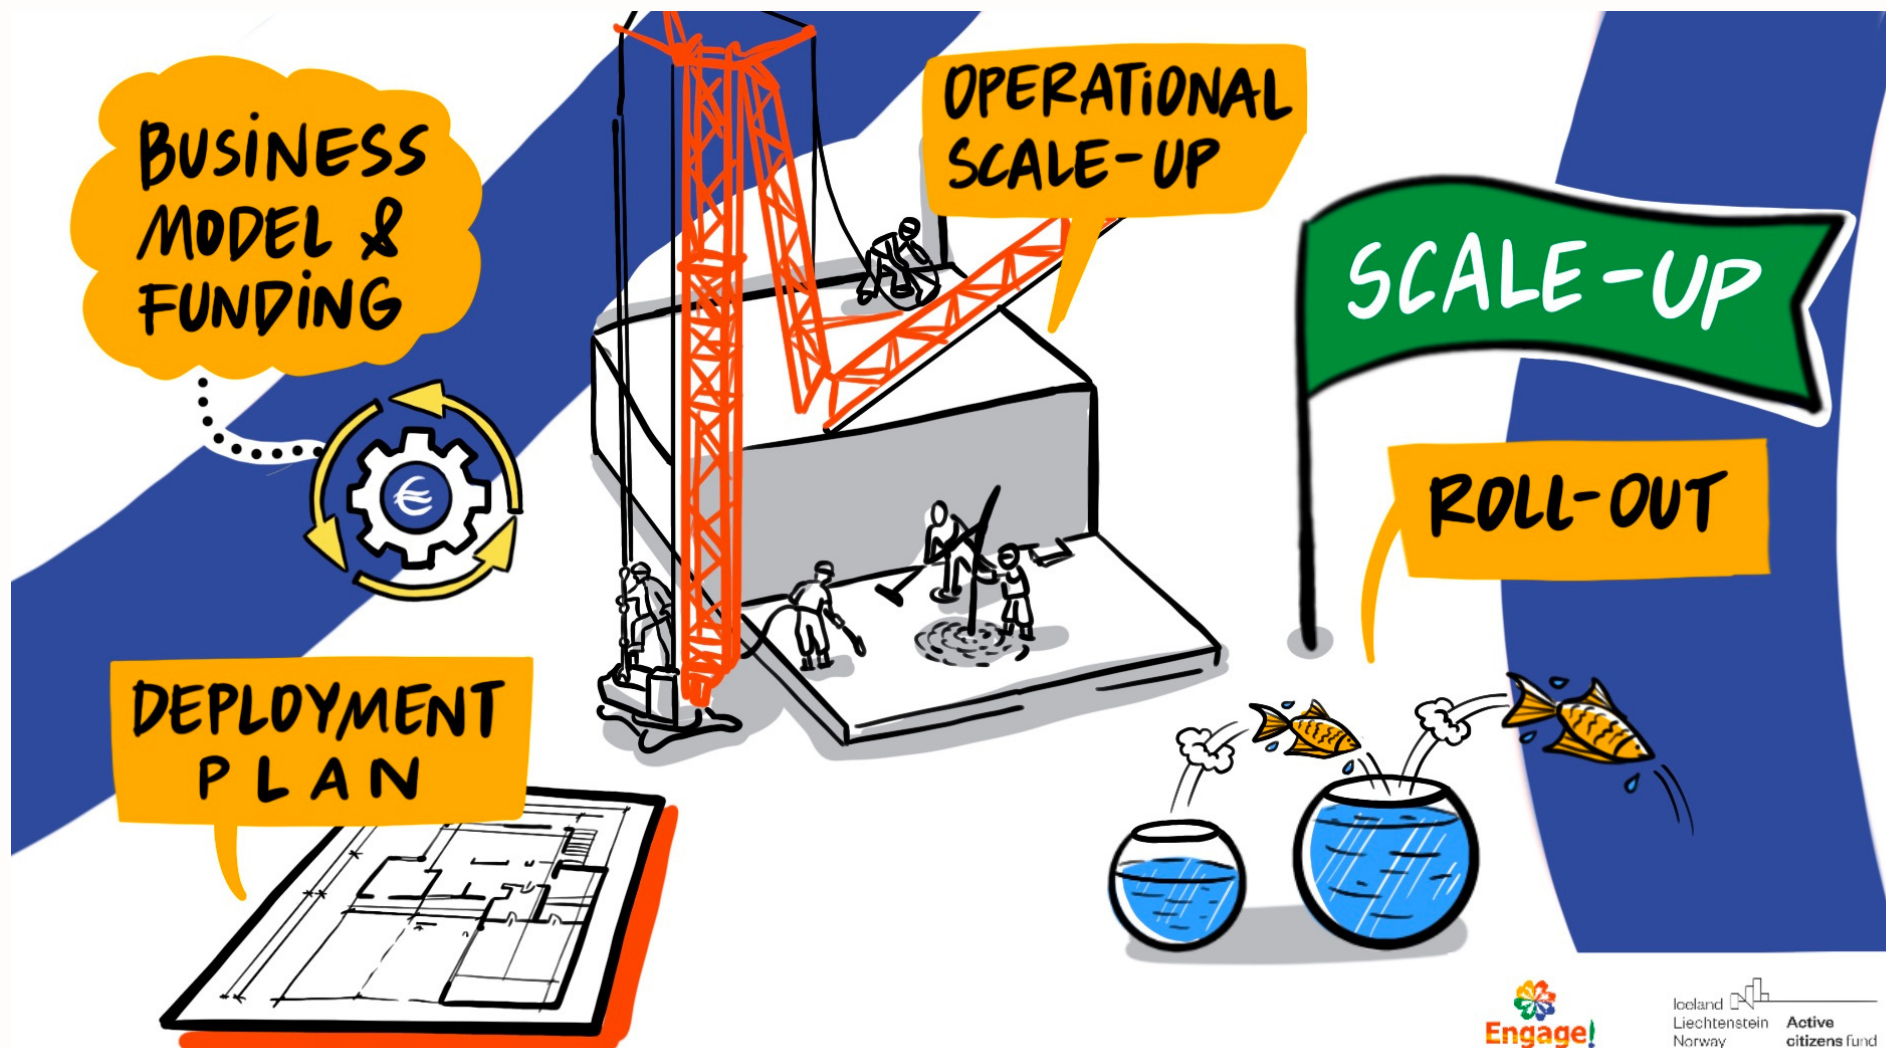 BUSINESS
MODEL &
FUNDING
OPERATIONAL
SCALE-UP
SCALE-UP
ROLL-OUT
DEPLOYMENT
PLAN
€
Engage!
Iceland
Liechtenstein
Norway
Active
citizens fund